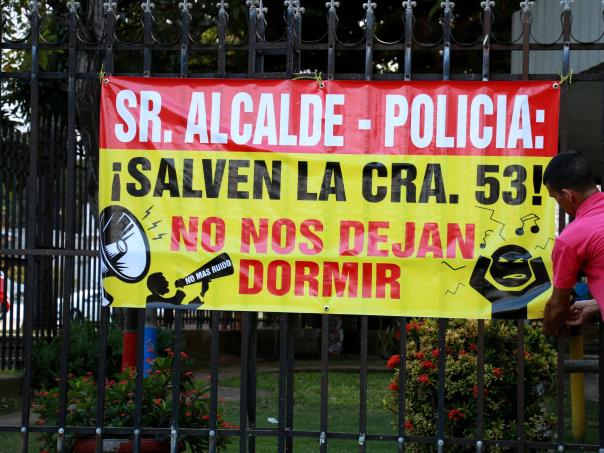 SR. ALCALDE - POLICIA:
¡SALVEN LA CRA. 53!
NO NOS DEJAN
DORMIR
NO MAS RUIDO